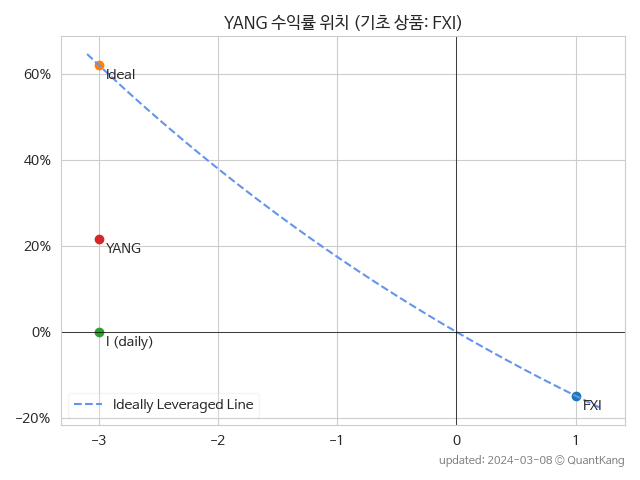 YANG 수익률 위치 (기초 상품: FXI)
60%
40%
20%
0%
−20%
Ideal
YANG
I (daily)
FXI
Ideally Leveraged Line
−3
−2
−1
0
1
updated: 2024-03-08 © QuantKang